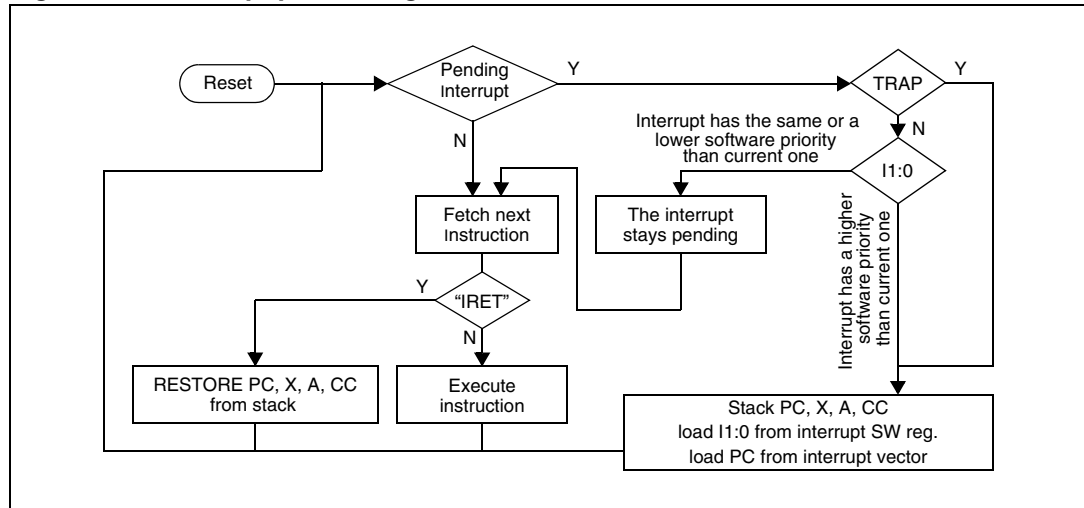 Reset
Pending
Interrupt
Y
TRAP
Y
N
N
Interrupt has the same or a
lower software priority
than current one
I1:0
Fetch next
Instruction
The interrupt
stays pending
Interrupt has a higher
software priority
than current one
Y
“IRET”
N
RESTORE PC, X, A, CC
from stack
Execute
instruction
Stack PC, X, A, CC
load I1:0 from interrupt SW reg.
load PC from interrupt vector